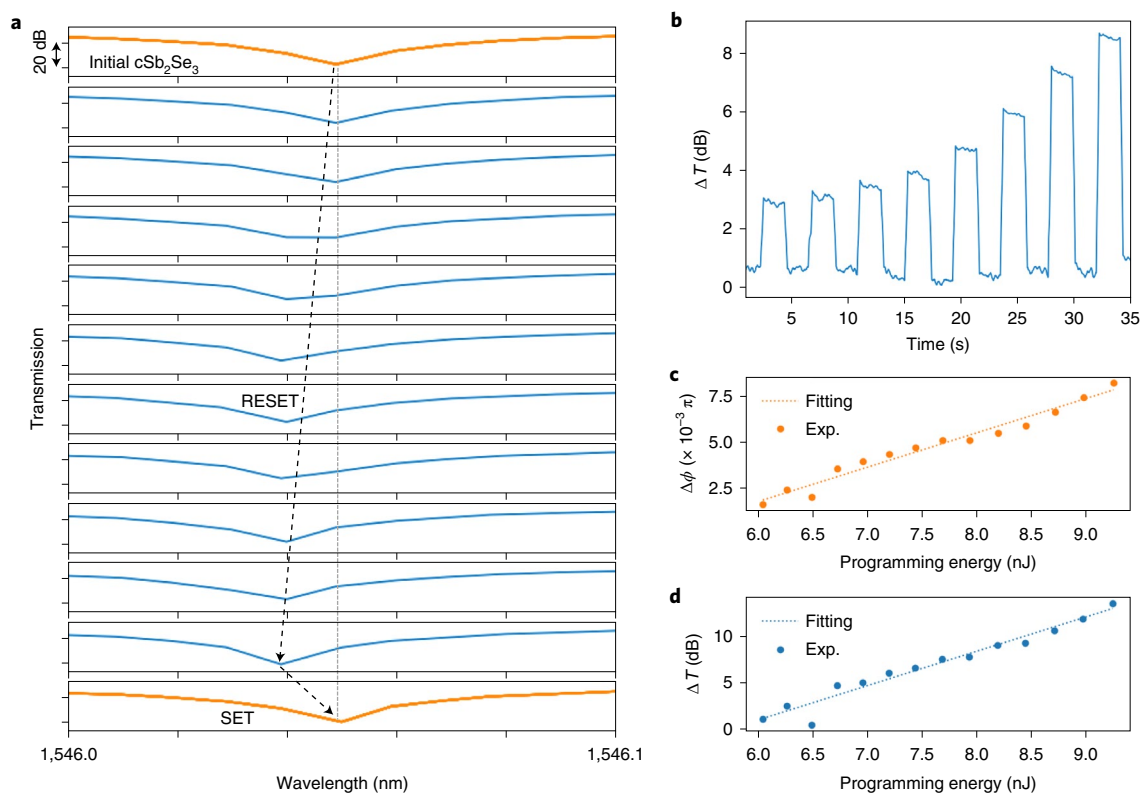 a
20 dB
Initial cSb₂Se₃
RESET
SET
Transmission
1,546.0
1,546.1
Wavelength (nm)
b
8
6
4
2
0
Δ T (dB)
5 10 15 20 25 30 35
Time (s)
c
7.5
5.0
2.5
Δϕ (× 10⁻³ π)
Fitting
Exp.
6.0 6.5 7.0 7.5 8.0 8.5 9.0
Programming energy (nJ)
d
10
5
0
Δ T (dB)
Fitting
Exp.
6.0 6.5 7.0 7.5 8.0 8.5 9.0
Programming energy (nJ)